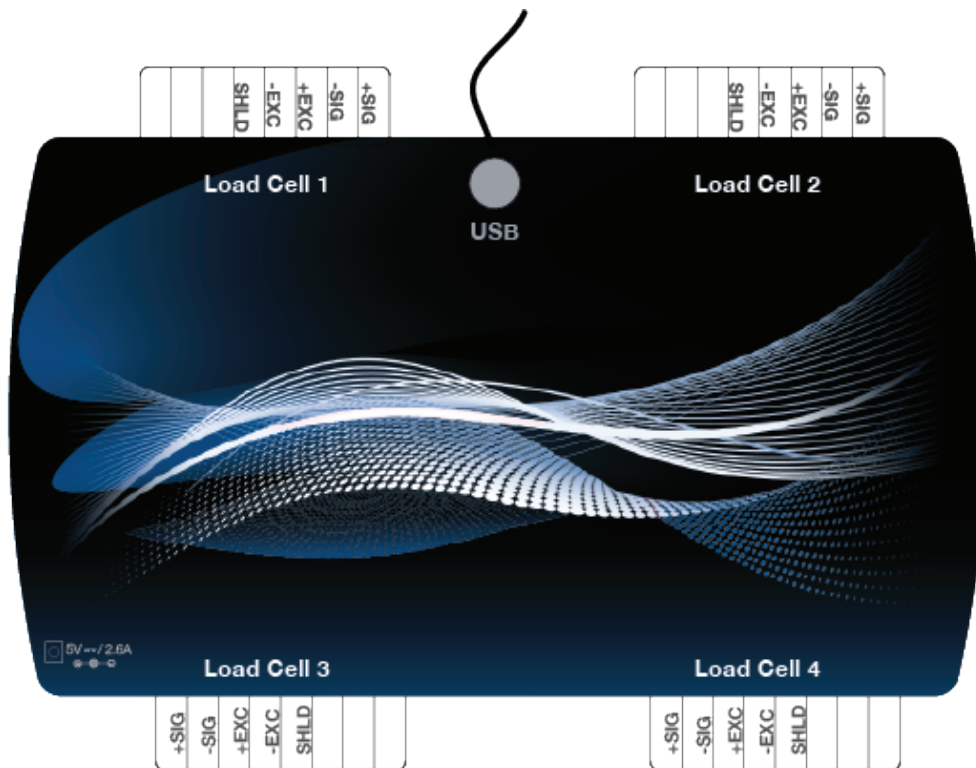 SHLD -EXC +EXC -SIG +SIG
SHLD -EXC +EXC -SIG +SIG
Load Cell 1
Load Cell 2
USB
5V⎓/2.6A
Load Cell 3
Load Cell 4
+SIG -SIG +EXC -EXC SHLD
+SIG -SIG +EXC -EXC SHLD